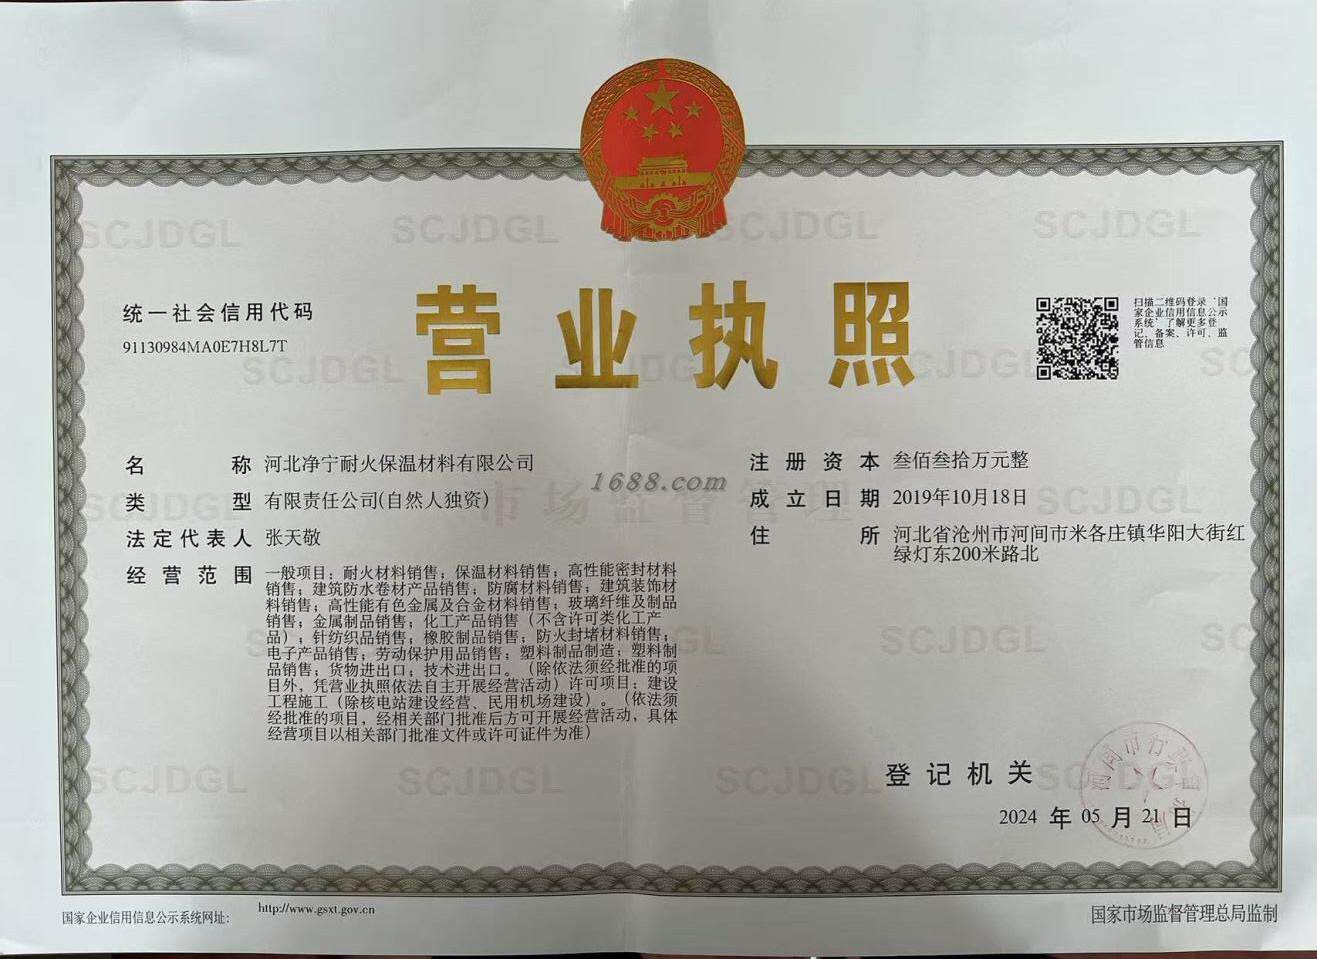 营业执照
统一社会信用代码
91130984MA0E7H8L7T
扫描二维码登录‘国
家企业信用信息公示
系统’了解更多登
记、备案、许可、监
管信息
名称 河北净宁耐火保温材料有限公司
类型 有限责任公司(自然人独资)
法定代表人 张天敬
经营范围 一般项目：耐火材料销售；保温材料销售；高性能密封材料
销售；建筑防水卷材产品销售；防腐材料销售；建筑装饰材
料销售；高性能有色金属及合金材料销售；玻璃纤维及制品
销售；金属制品销售；化工产品销售（不含许可类化工产
品）；针纺织品销售；橡胶制品销售；防火封堵材料销售；
电子产品销售；劳动保护用品销售；塑料制品制造；塑料制
品销售；货物进出口；技术进出口。（除依法须经批准的项
目外，凭营业执照依法自主开展经营活动）许可项目：建设
工程施工（除核电站建设经营、民用机场建设）。（依法须
经批准的项目，经相关部门批准后方可开展经营活动，具体
经营项目以相关部门批准文件或许可证件为准）
注册资本 叁佰叁拾万元整
成立日期 2019年10月18日
住所 河北省沧州市河间市米各庄镇华阳大街红
绿灯东200米路北
1688.com
市场监督管理
SCJDGL
SCJDGL
SCJDGL
SCJDGL
SCJDGL
SCJDGL
SCJDGL
SCJDGL
SCJDGL
SCJDGL
登记机关
2024 年 05 月 21 日
国家企业信用信息公示系统网址： http://www.gsxt.gov.cn
国家市场监督管理总局监制